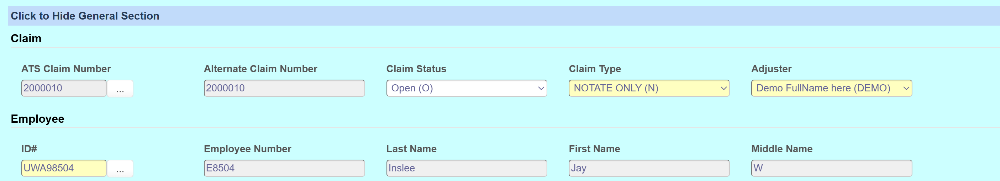 Click to Hide General Section
Claim
ATS Claim Number Alternate Claim Number Claim Status Claim Type Adjuster
2000010 ... 2000010 Open (O) NOTATE ONLY (N) Demo FullName here (DEMO)
Employee
ID# Employee Number Last Name First Name Middle Name
UWA98504 ... E8504 Inslee Jay W